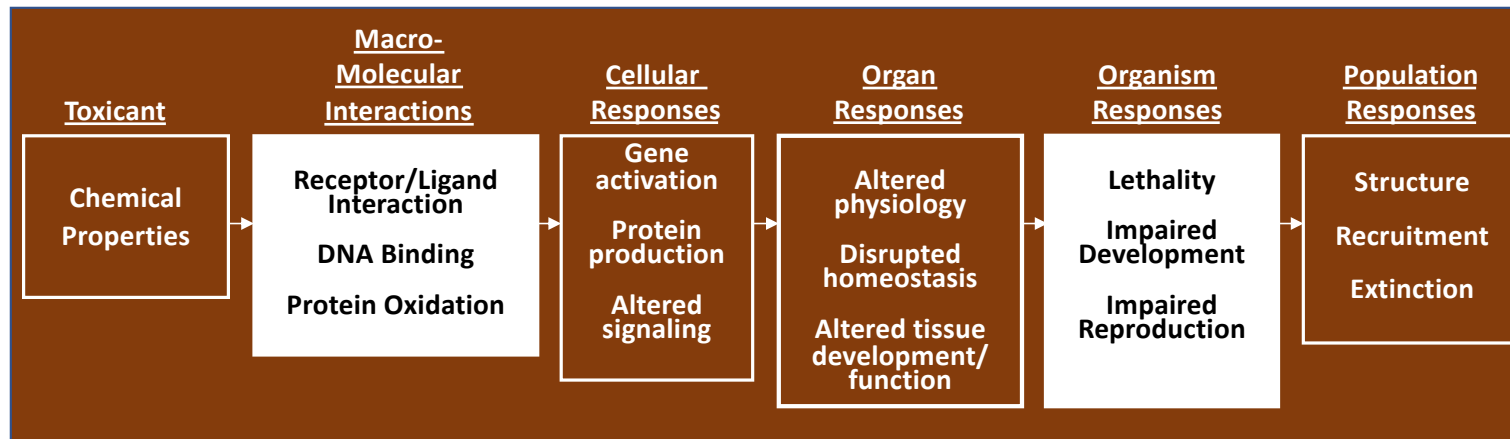 Toxicant
Chemical
Properties
Macro-
Molecular
Interactions
Receptor/Ligand
Interaction
DNA Binding
Protein Oxidation
Cellular
Responses
Gene
activation
Protein
production
Altered
signaling
Organ
Responses
Altered
physiology
Disrupted
homeostasis
Altered tissue
development/
function
Organism
Responses
Lethality
Impaired
Development
Impaired
Reproduction
Population
Responses
Structure
Recruitment
Extinction